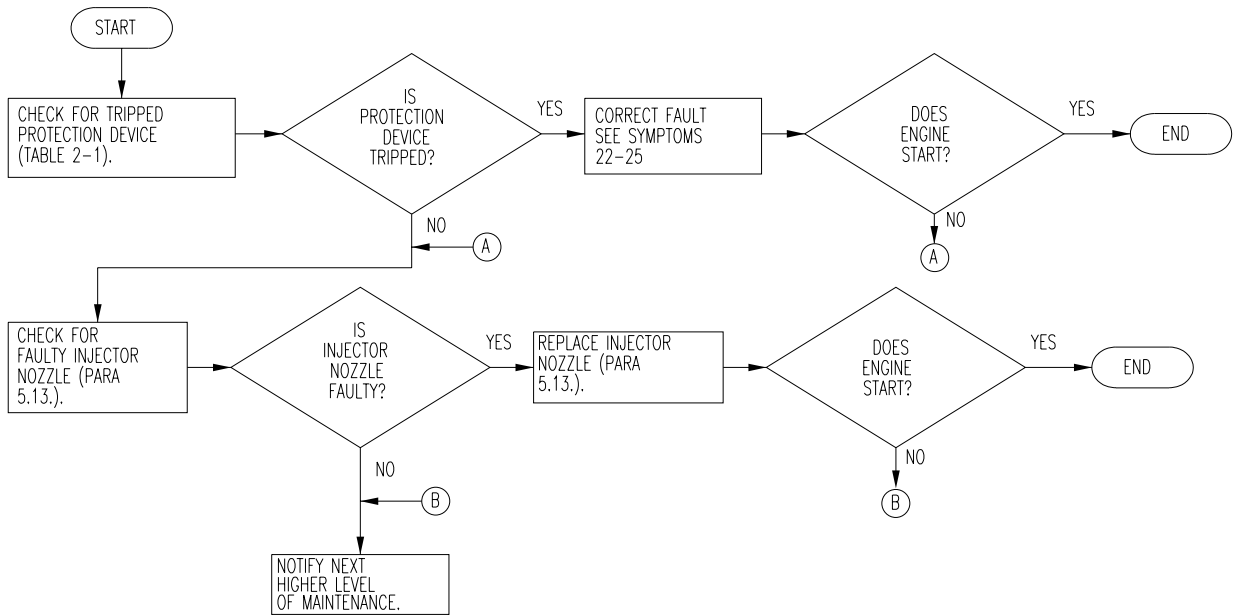 START
CHECK FOR TRIPPED
PROTECTION DEVICE
(TABLE 2-1).
IS
PROTECTION
DEVICE
TRIPPED?
YES
CORRECT FAULT
SEE SYMPTOMS
22-25
DOES
ENGINE
START?
YES
END
NO
A
NO
A
CHECK FOR
FAULTY INJECTOR
NOZZLE (PARA
5.13.).
IS
INJECTOR
NOZZLE
FAULTY?
YES
REPLACE INJECTOR
NOZZLE (PARA
5.13.).
DOES
ENGINE
START?
YES
END
NO
B
NO
B
NOTIFY NEXT
HIGHER LEVEL
OF MAINTENANCE.